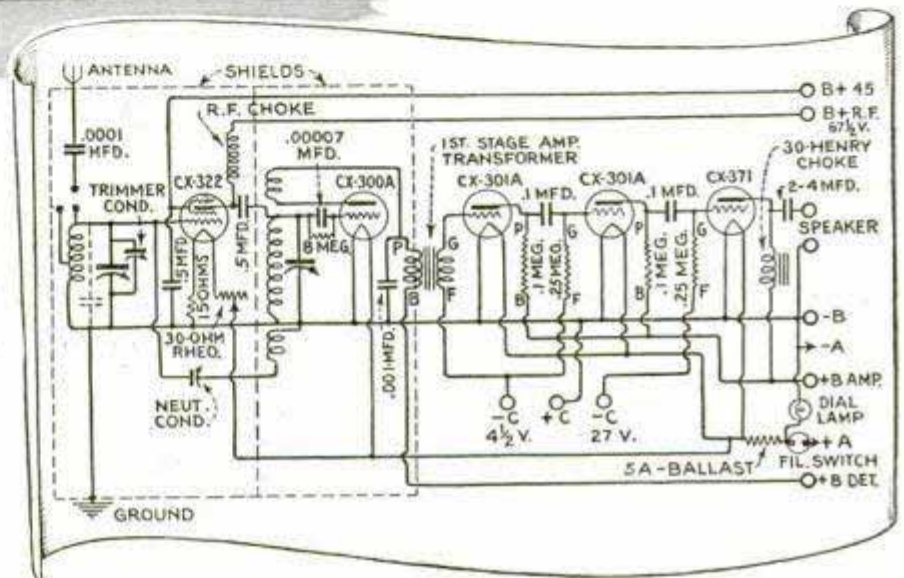 ANTENNA
SHIELDS
R.F. CHOKE
.0001
MFD.
TRIMMER
COND.
CX-322
.00007
MFD.
CX-300A
1ST. STAGE AMP.
TRANSFORMER
CX-301A
.1 MFD.
CX-301A
.1 MFD.
CX-371
30-HENRY
CHOKE
2-4 MFD.
B+ 45
B+ R.F.
67½ V.
SPEAKER
.5 MFD
15 OHMS
.5 MFD.
8 MEG.
P
B
G
F
P
B
.1 MEG.
.25 MEG.
G
F
P
B
.1 MEG.
.25 MEG.
G
F
30-OHM
RHEO.
NEUT.
COND.
.001 MFD.
-C
4½ V.
+C
-C
27 V.
-B
-A
+B AMP.
DIAL
LAMP
+A
FIL. SWITCH
5A-BALLAST
+B DET.
GROUND